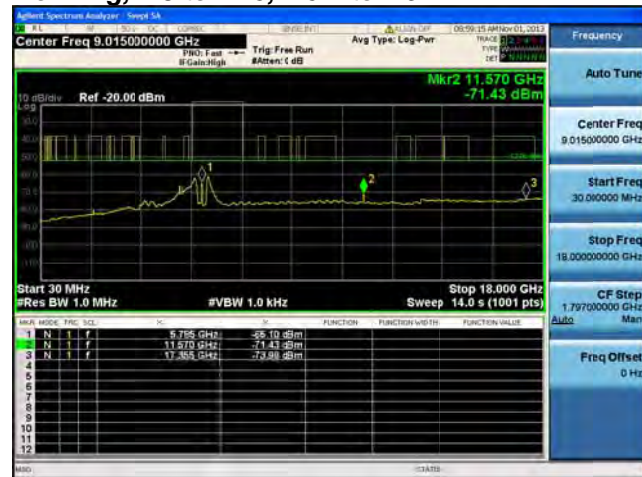 Agilent Spectrum Analyzer - Swept SA
Center Freq 9.015000000 GHz
PNO: Fast
IFGain:High
Trig: Free Run
Avg Type: Log-Pwr
08:59:15 AM Nov 01, 2013
TRACE
TYPE
DET
Frequency
Auto Tune
Mkr2 11.570 GHz
-71.43 dBm
10 dB/div Ref -20.00 dBm
Log
Center Freq
9.015000000 GHz
Start Freq
30.000000 MHz
Stop Freq
18.000000000 GHz
CF Step
1.797000000 GHz
Auto Man
Freq Offset
0 Hz
1
2
3
Start 30 MHz
Stop 18.000 GHz
#Res BW 1.0 MHz
#VBW 1.0 kHz
Sweep 14.0 s (1001 pts)
MKR MODE TRC SCL X Y FUNCTION FUNCTION WIDTH FUNCTION VALUE
1 N 1 f 5.795 GHz -65.10 dBm
2 N 1 f 11.570 GHz -71.43 dBm
3 N 1 f 17.355 GHz -73.98 dBm
4
5
6
7
8
9
10
11
12
MSG
STATUS